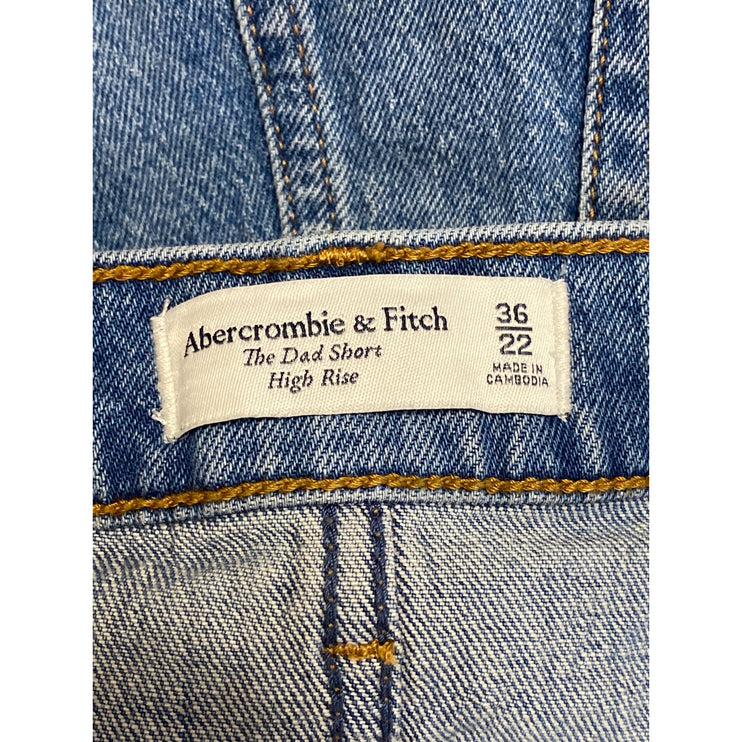 Abercrombie & Fitch
The Dad Short
High Rise
36
22
MADE IN
CAMBODIA